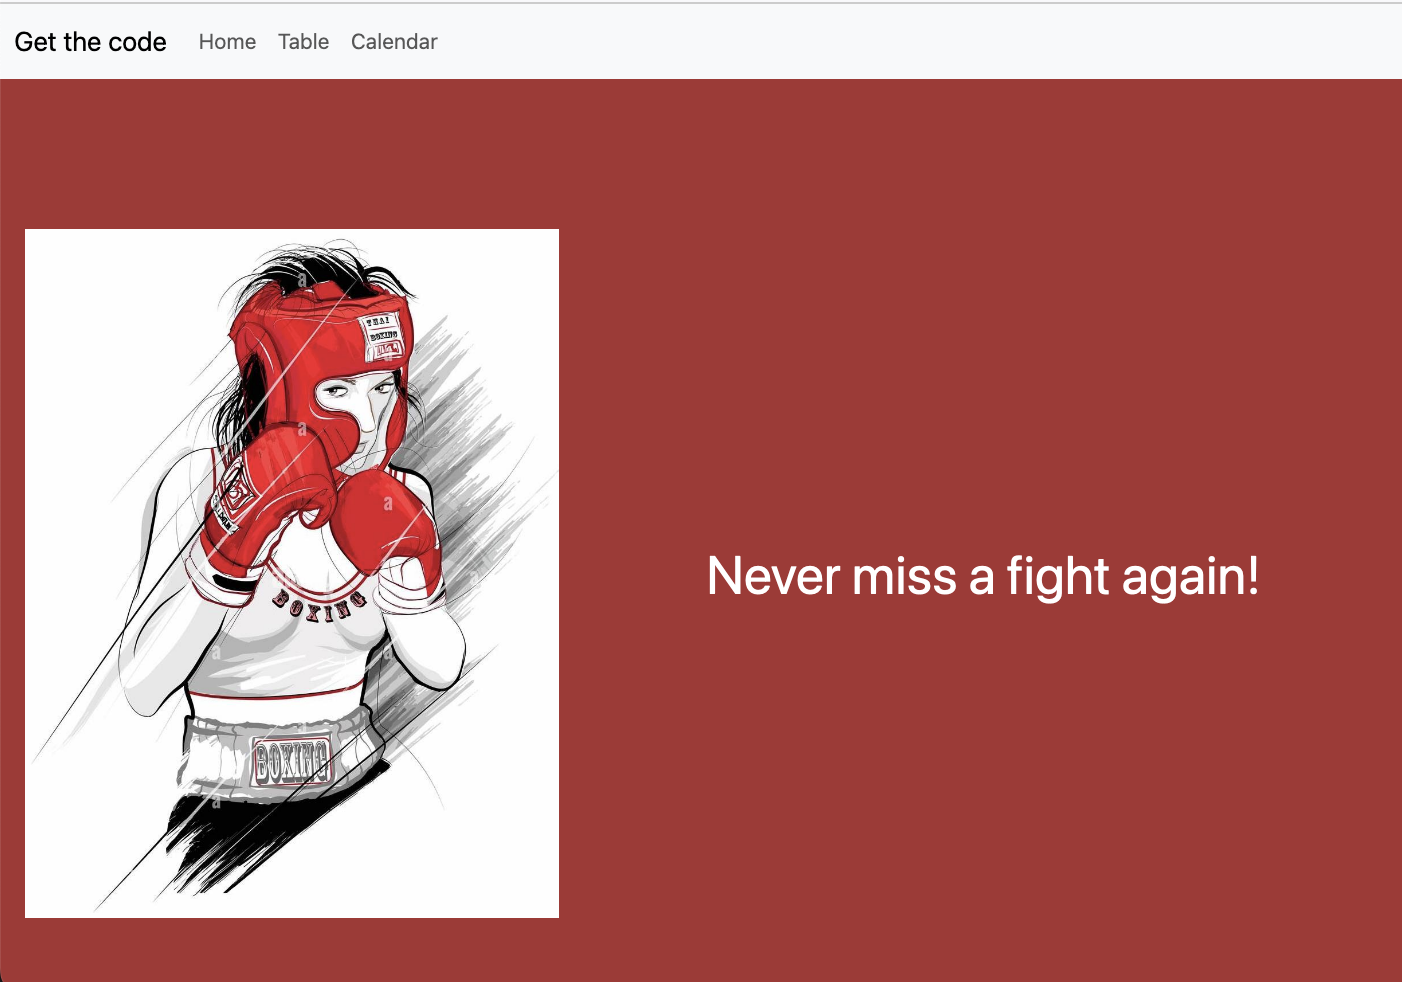 Get the code Home Table Calendar
THAI
BOXING
BOXING
Never miss a fight again!
BOXING